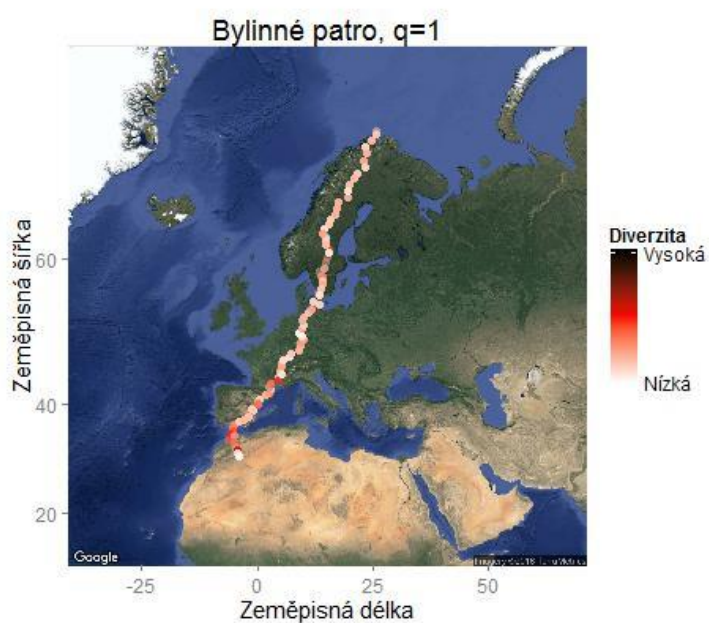 Bylinné patro, q=1
Zeměpisná šířka
60
40
20
-25
0
25
50
Zeměpisná délka
Diverzita
Vysoká
Nízká
Google